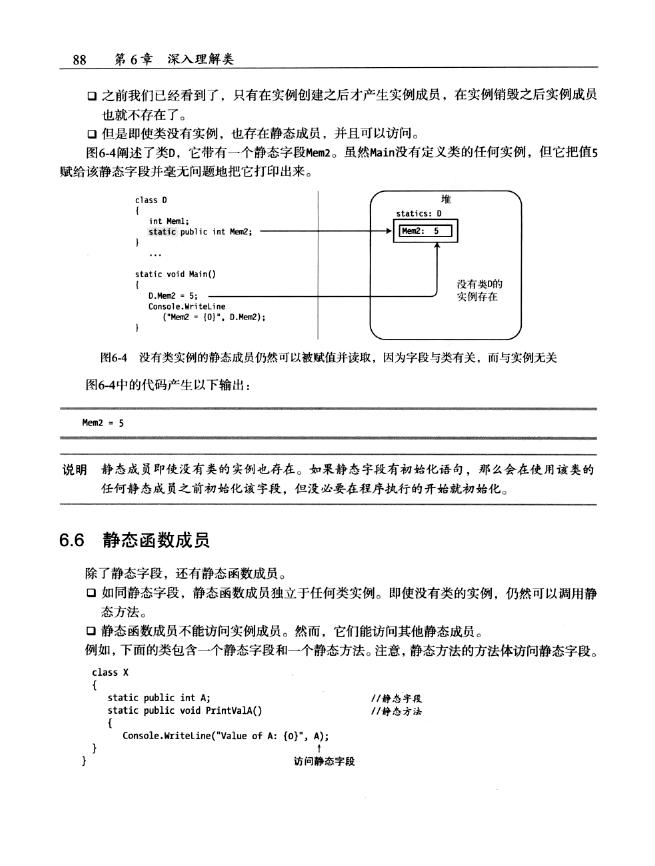 88 第6章 深入理解类
❑ 之前我们已经看到了，只有在实例创建之后才产生实例成员，在实例销毁之后实例成员
也就不存在了。
❑ 但是即使类没有实例，也存在静态成员，并且可以访问。
图6-4阐述了类D，它带有一个静态字段Mem2。虽然Main没有定义类的任何实例，但它把值5
赋给该静态字段并毫无问题地把它打印出来。
class D
{
int Mem1;
static public int Mem2;
}
...
static void Main()
{
D.Mem2 = 5;
Console.WriteLine
("Mem2 = {0}", D.Mem2);
}
堆
statics: D
Mem2: 5
没有类D的
实例存在
图6-4 没有类实例的静态成员仍然可以被赋值并读取，因为字段与类有关，而与实例无关
图6-4中的代码产生以下输出：
Mem2 = 5
说明 静态成员即使没有类的实例也存在。如果静态字段有初始化语句，那么会在使用该类的
任何静态成员之前初始化该字段，但没必要在程序执行的开始就初始化。
6.6 静态函数成员
除了静态字段，还有静态函数成员。
❑ 如同静态字段，静态函数成员独立于任何类实例。即使没有类的实例，仍然可以调用静
态方法。
❑ 静态函数成员不能访问实例成员。然而，它们能访问其他静态成员。
例如，下面的类包含一个静态字段和一个静态方法。注意，静态方法的方法体访问静态字段。
class X
{
static public int A; //静态字段
static public void PrintValA() //静态方法
{
Console.WriteLine("Value of A: {0}", A);
} ↑
} 访问静态字段